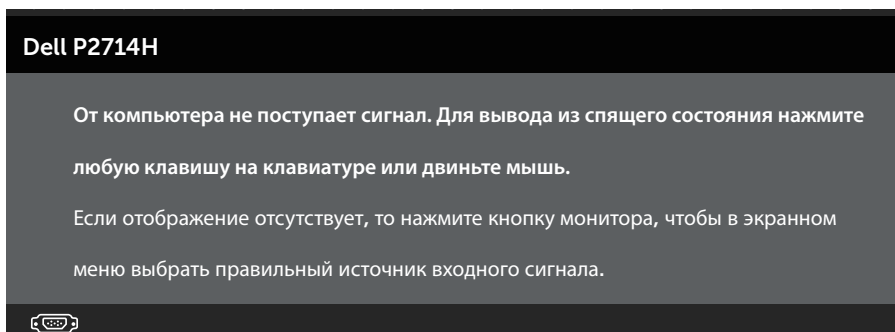 Dell P2714H
От компьютера не поступает сигнал. Для вывода из спящего состояния нажмите
любую клавишу на клавиатуре или двиньте мышь.
Если отображение отсутствует, то нажмите кнопку монитора, чтобы в экранном
меню выбрать правильный источник входного сигнала.